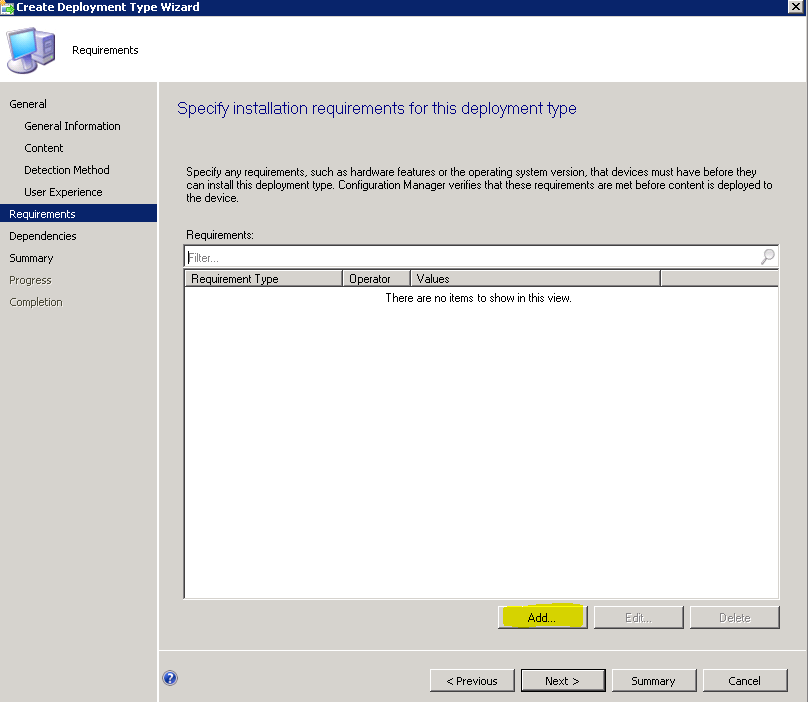 Create Deployment Type Wizard
Requirements
General
General Information
Content
Detection Method
User Experience
Requirements
Dependencies
Summary
Progress
Completion
Specify installation requirements for this deployment type
Specify any requirements, such as hardware features or the operating system version, that devices must have before they
can install this deployment type. Configuration Manager verifies that these requirements are met before content is deployed to
the device.
Requirements:
Filter...
Requirement Type Operator Values
There are no items to show in this view.
Add... Edit... Delete
< Previous Next > Summary Cancel